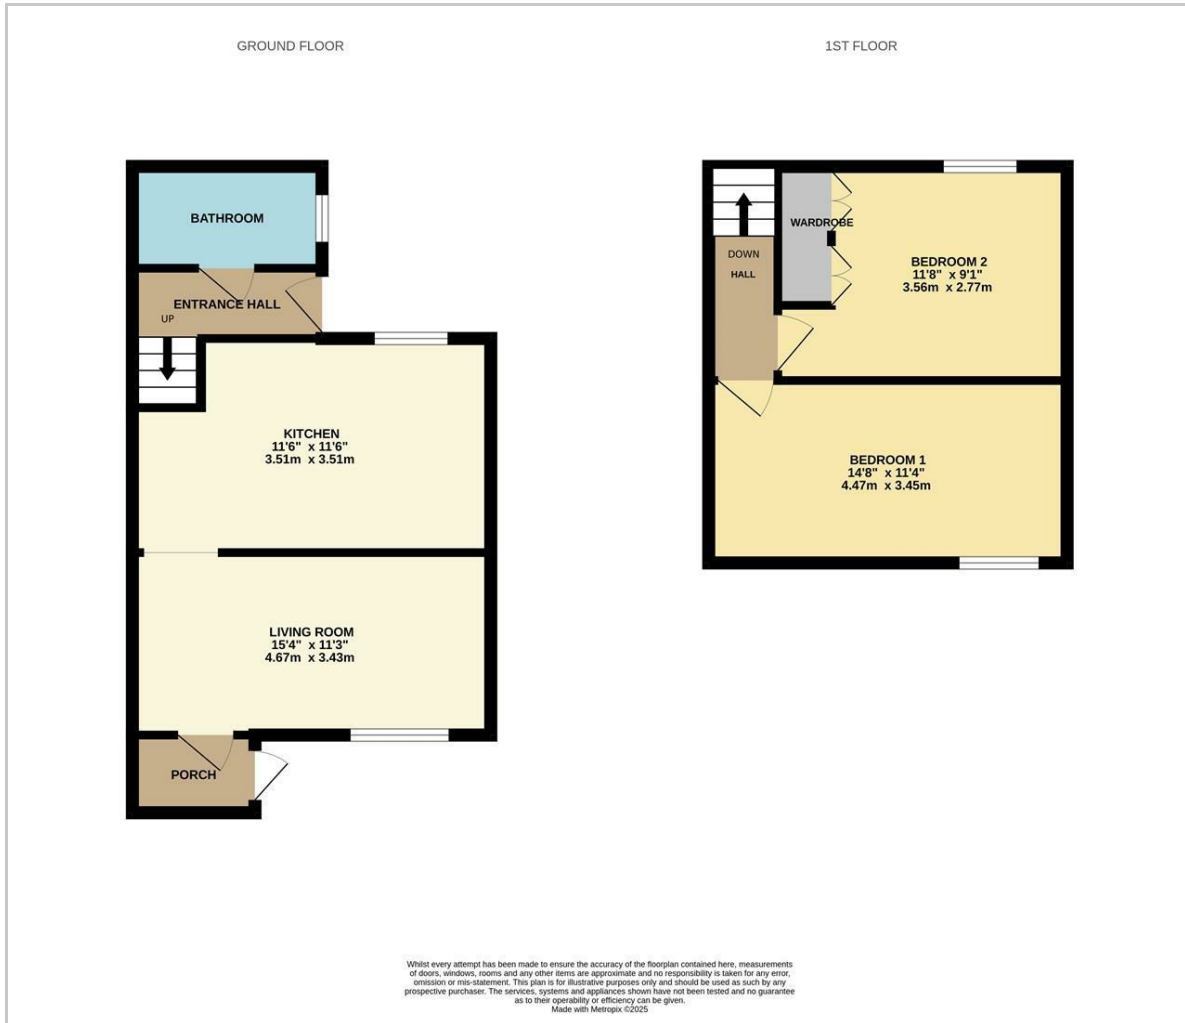 GROUND FLOOR
BATHROOM
ENTRANCE HALL
UP
KITCHEN
11'6" x 11'6"
3.51m x 3.51m
LIVING ROOM
15'4" x 11'3"
4.67m x 3.43m
PORCH
1ST FLOOR
WARDROBE
DOWN
HALL
BEDROOM 2
11'8" x 9'1"
3.56m x 2.77m
BEDROOM 1
14'8" x 11'4"
4.47m x 3.45m
Whilst every attempt has been made to ensure the accuracy of the floorplan contained here, measurements
of doors, windows, rooms and any other items are approximate and no responsibility is taken for any error,
omission or mis-statement. This plan is for illustrative purposes only and should be used as such by any
prospective purchaser. The services, systems and appliances shown have not been tested and no guarantee
as to their operability or efficiency can be given.
Made with Metropix ©2025